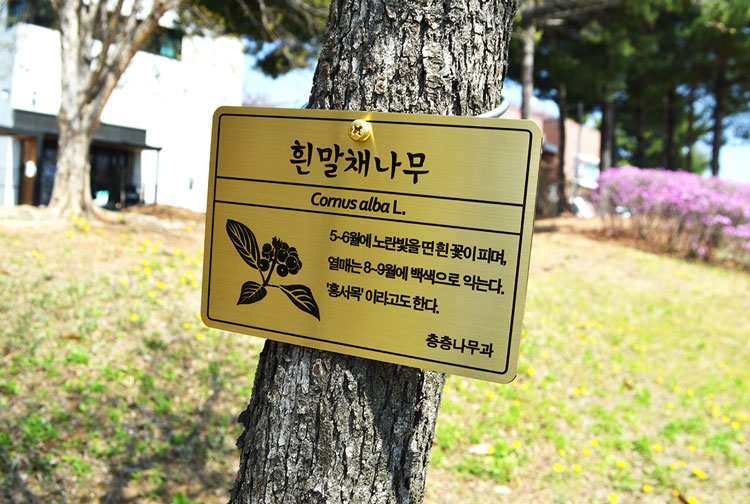 흰말채나무
Cornus alba L.
5~6월에 노란빛을 띤 흰 꽃이 피며,
열매는 8~9월에 백색으로 익는다.
'홍서목' 이라고도 한다.
층층나무과